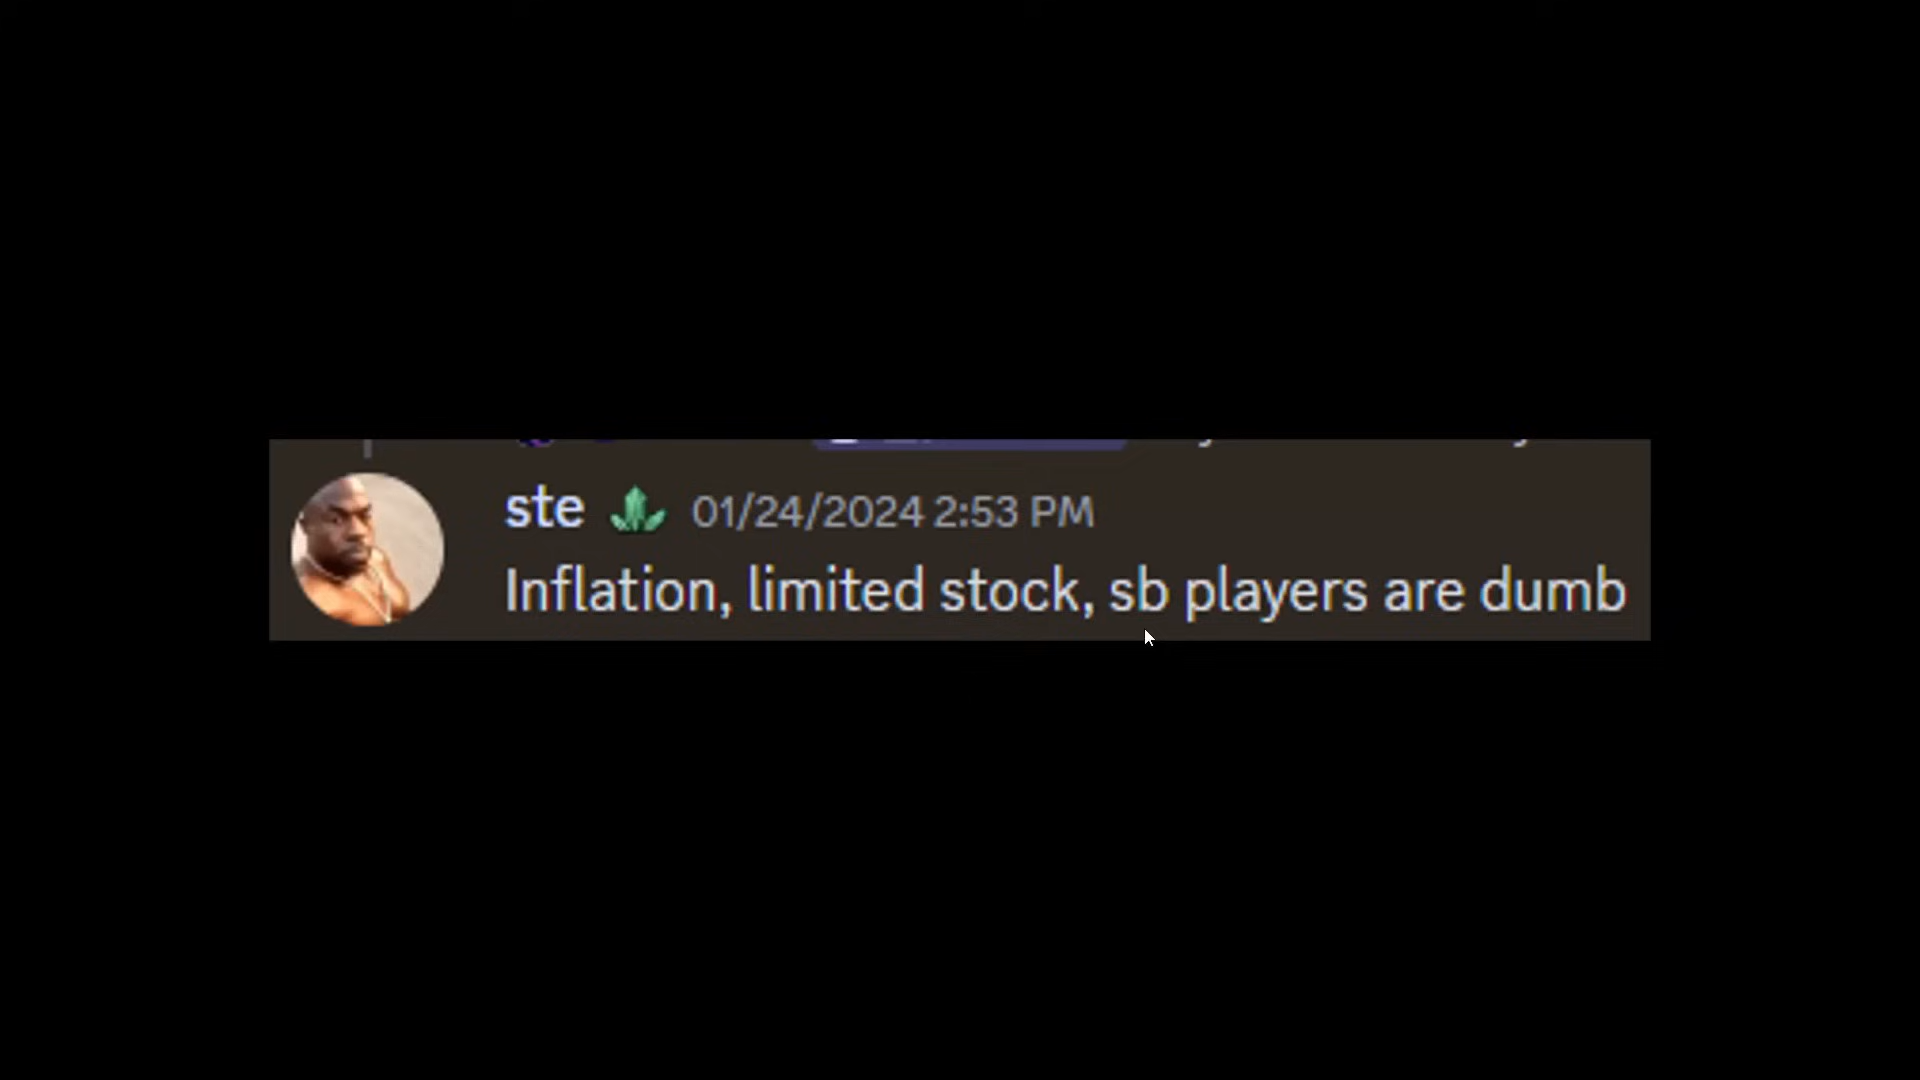 ste 01/24/2024 2:53 PM
Inflation, limited stock, sb players are dumb